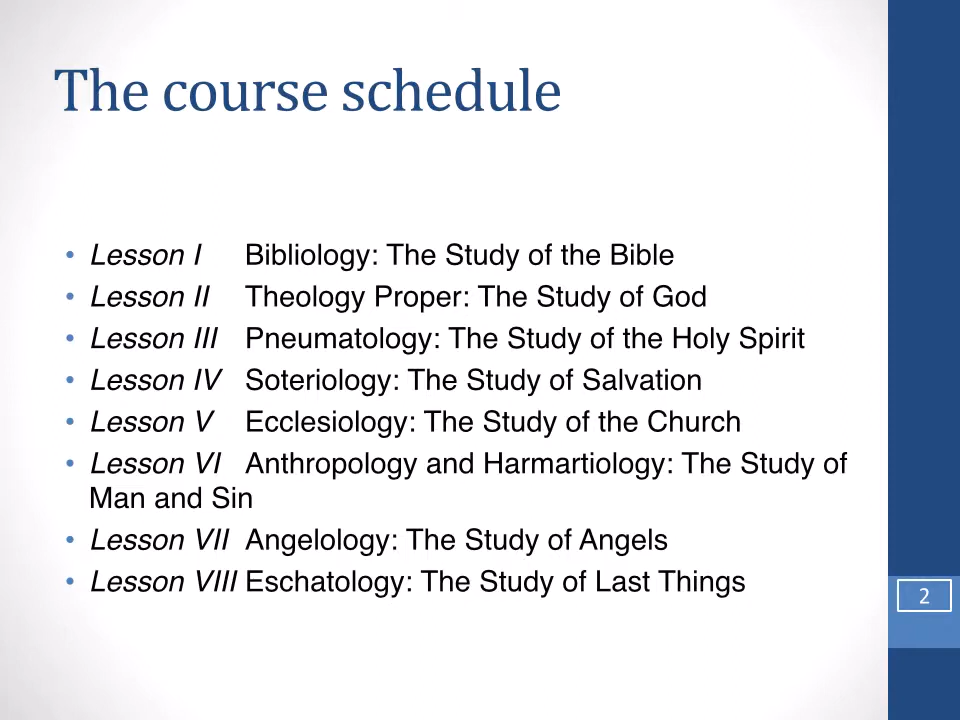 The course schedule
• Lesson I Bibliology: The Study of the Bible
• Lesson II Theology Proper: The Study of God
• Lesson III Pneumatology: The Study of the Holy Spirit
• Lesson IV Soteriology: The Study of Salvation
• Lesson V Ecclesiology: The Study of the Church
• Lesson VI Anthropology and Harmartiology: The Study of
Man and Sin
• Lesson VII Angelology: The Study of Angels
• Lesson VIII Eschatology: The Study of Last Things
2